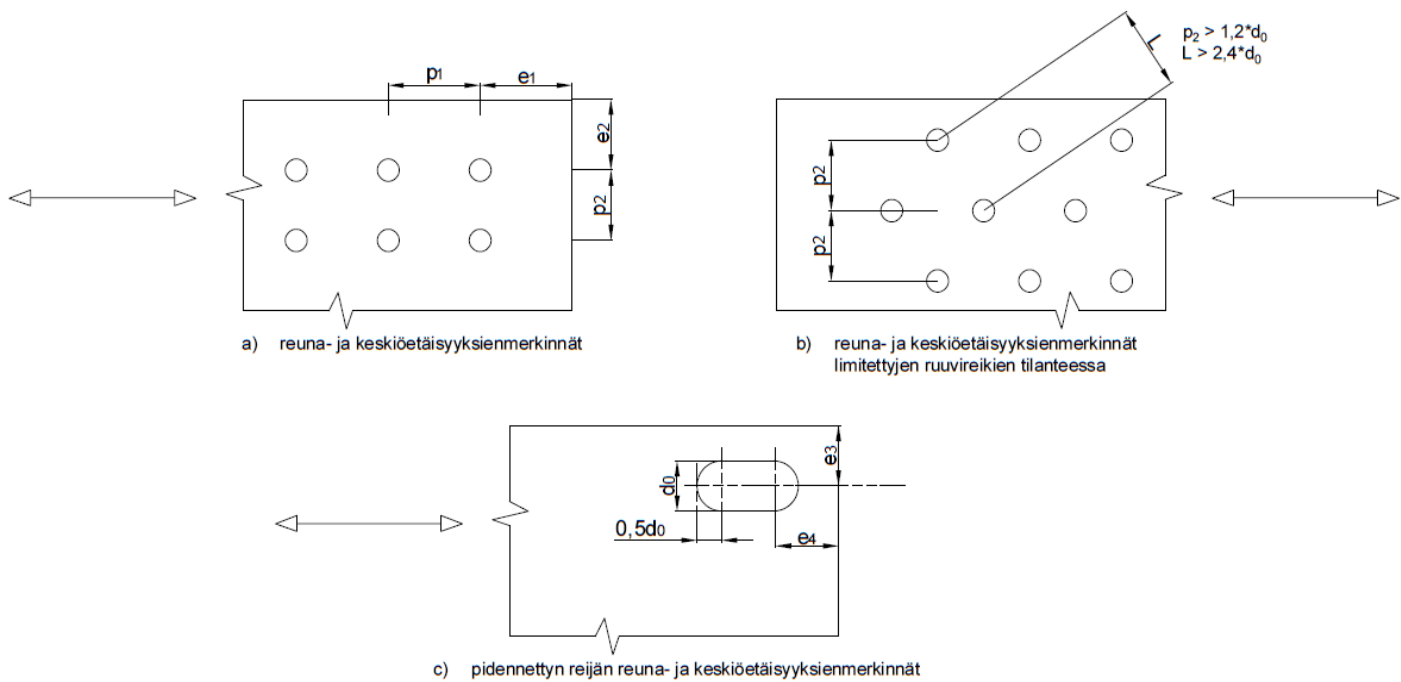 p1
e1
e2
p2
a) reuna- ja keskiöetäisyyksienmerkinnät
L
p2 > 1,2*d0
L > 2,4*d0
p2
p2
b) reuna- ja keskiöetäisyyksienmerkinnät
limitettyjen ruuvireikien tilanteessa
e3
d0
0,5d0
e4
c) pidennettyn reijän reuna- ja keskiöetäisyyksienmerkinnät